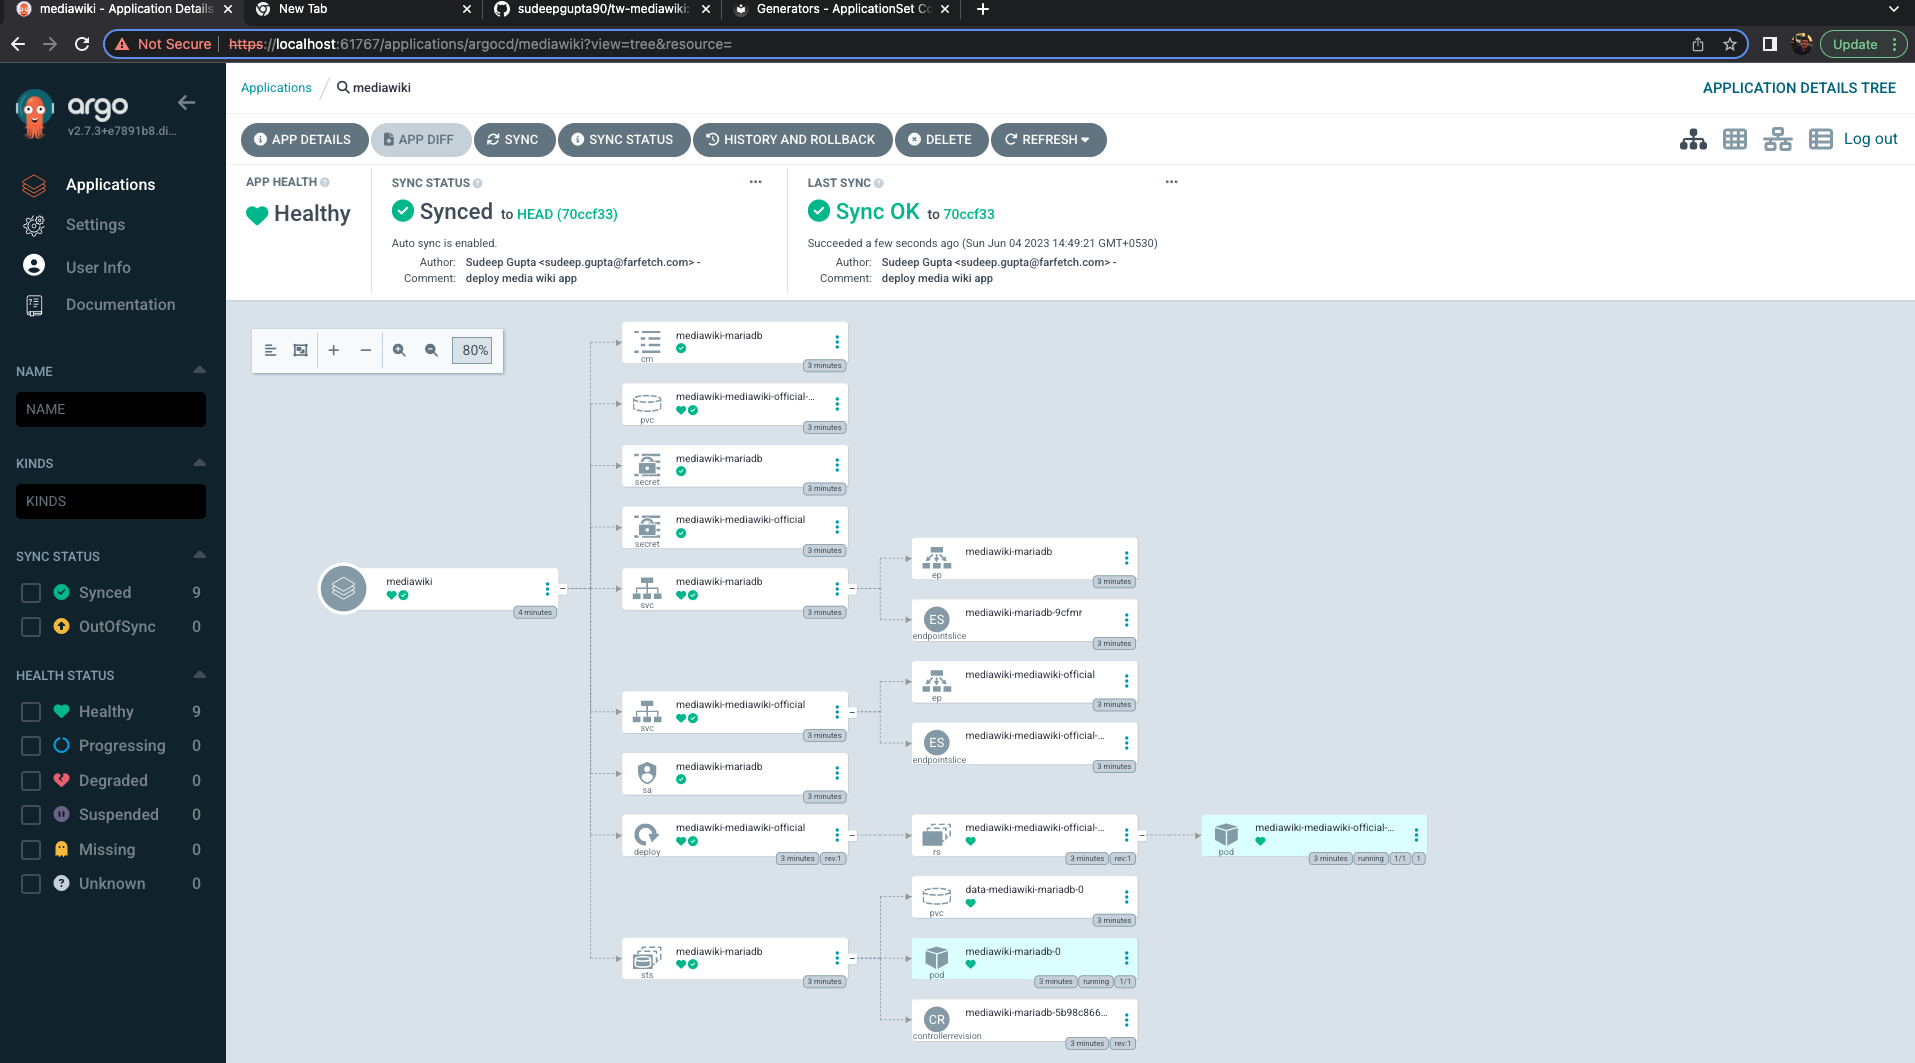 mediawiki - Application Details
New Tab
sudeepgupta90/tw-mediawiki:
Generators - ApplicationSet Co
Not Secure
https://localhost:61767/applications/argocd/mediawiki?view=tree&resource=
Update
argo
v2.7.3+e7891b8.di...
Applications
Settings
User Info
Documentation
NAME
NAME
KINDS
KINDS
SYNC STATUS
Synced 9
OutOfSync 0
HEALTH STATUS
Healthy 9
Progressing 0
Degraded 0
Suspended 0
Missing 0
Unknown 0
Applications / mediawiki
APPLICATION DETAILS TREE
APP DETAILS
APP DIFF
SYNC
SYNC STATUS
HISTORY AND ROLLBACK
DELETE
REFRESH
Log out
APP HEALTH
Healthy
SYNC STATUS
Synced to HEAD (70ccf33)
Auto sync is enabled.
Author: Sudeep Gupta <sudeep.gupta@farfetch.com> -
Comment: deploy media wiki app
LAST SYNC
Sync OK to 70ccf33
Succeeded a few seconds ago (Sun Jun 04 2023 14:49:21 GMT+0530)
Author: Sudeep Gupta <sudeep.gupta@farfetch.com> -
Comment: deploy media wiki app
80%
mediawiki
4 minutes
mediawiki-mariadb
cm
3 minutes
mediawiki-mediawiki-official-...
pvc
3 minutes
mediawiki-mariadb
secret
3 minutes
mediawiki-mediawiki-official
secret
3 minutes
mediawiki-mariadb
svc
3 minutes
mediawiki-mariadb
ep
3 minutes
ES
mediawiki-mariadb-9cfmr
endpointslice
3 minutes
mediawiki-mediawiki-official
svc
3 minutes
mediawiki-mediawiki-official
ep
3 minutes
ES
mediawiki-mediawiki-official-...
endpointslice
3 minutes
mediawiki-mariadb
sa
3 minutes
mediawiki-mediawiki-official
deploy
3 minutes rev:1
mediawiki-mediawiki-official-...
rs
3 minutes rev:1
mediawiki-mediawiki-official-...
pod
3 minutes running 1/1 1
mediawiki-mariadb
sts
3 minutes
data-mediawiki-mariadb-0
pvc
3 minutes
mediawiki-mariadb-0
pod
3 minutes running 1/1
CR
mediawiki-mariadb-5b98c866...
controllerrevision
3 minutes rev:1